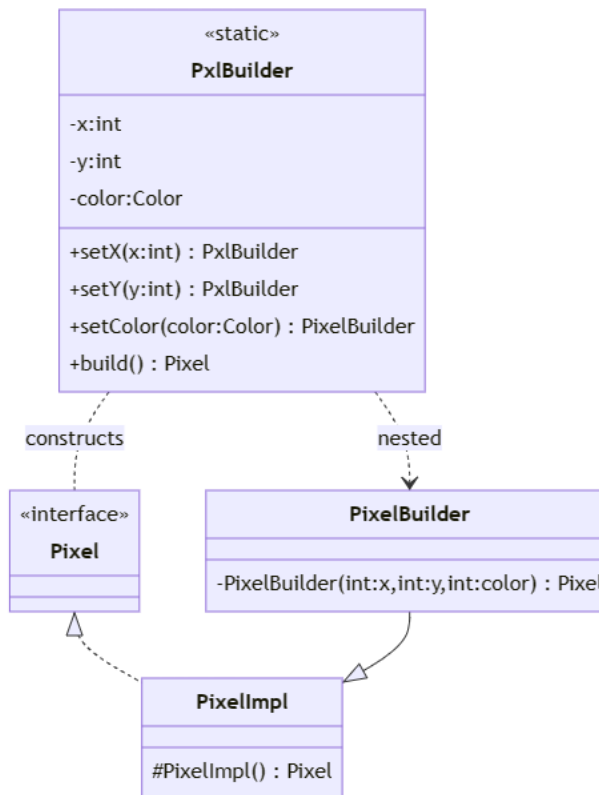 «static»
PxlBuilder
-x:int
-y:int
-color:Color
+setX(x:int) : PxlBuilder
+setY(y:int) : PxlBuilder
+setColor(color:Color) : PixelBuilder
+build() : Pixel
constructs
nested
«interface»
Pixel
PixelBuilder
-PixelBuilder(int:x,int:y,int:color) : Pixel
PixelImpl
#PixelImpl() : Pixel